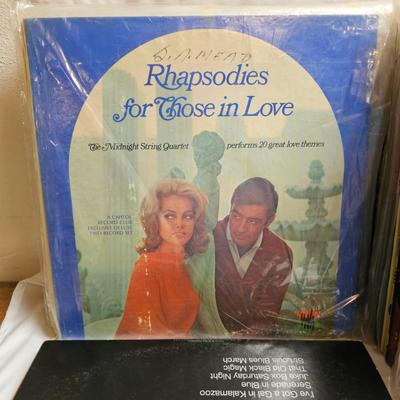 Rhapsodies
for Those in Love
The Midnight String Quartet performs 20 great love themes
A CAPITOL
RECORD CLUB
EXCLUSIVE DELUXE
TWO-RECORD SET
I've Got a Gal in Kalamazoo
Serenade in Blue
Juke Box Saturday Night
That Old Black Magic
St. Louis Blues March